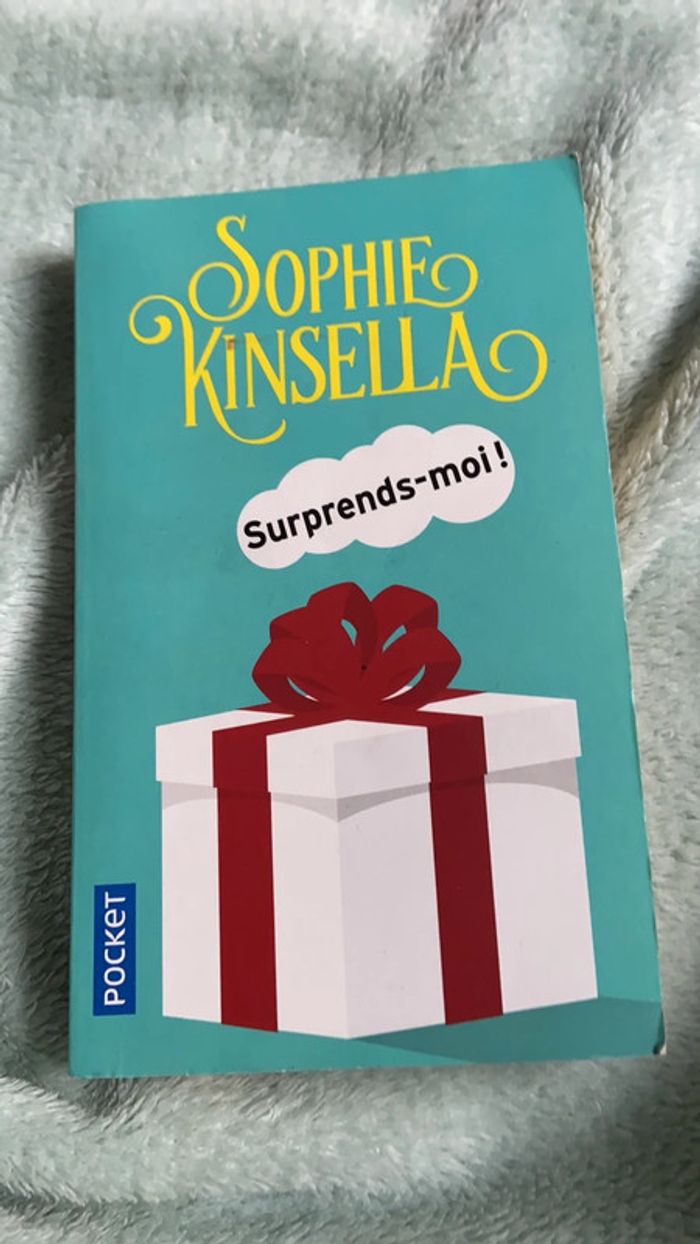 SOPHIE
KINSELLA
Surprends-moi !
POCKET